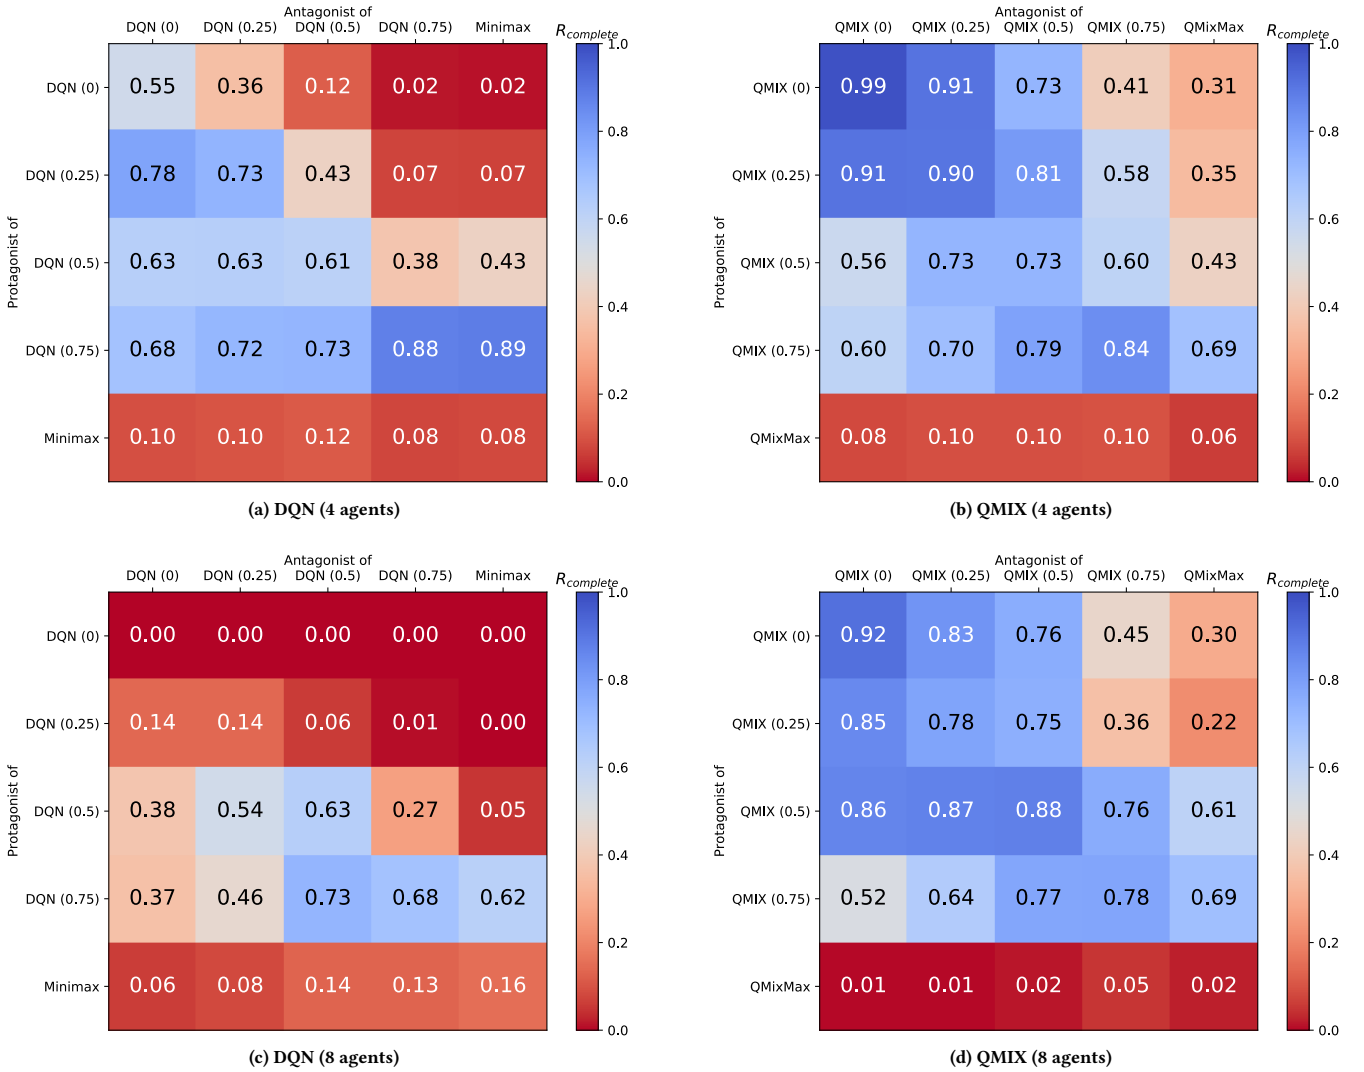 Antagonist of
DQN (0) DQN (0.25) DQN (0.5) DQN (0.75) Minimax
R_complete
Protagonist of
DQN (0) 0.55 0.36 0.12 0.02 0.02
DQN (0.25) 0.78 0.73 0.43 0.07 0.07
DQN (0.5) 0.63 0.63 0.61 0.38 0.43
DQN (0.75) 0.68 0.72 0.73 0.88 0.89
Minimax 0.10 0.10 0.12 0.08 0.08
1.0
0.8
0.6
0.4
0.2
0.0
(a) DQN (4 agents)
Antagonist of
QMIX (0) QMIX (0.25) QMIX (0.5) QMIX (0.75) QMixMax
R_complete
Protagonist of
QMIX (0) 0.99 0.91 0.73 0.41 0.31
QMIX (0.25) 0.91 0.90 0.81 0.58 0.35
QMIX (0.5) 0.56 0.73 0.73 0.60 0.43
QMIX (0.75) 0.60 0.70 0.79 0.84 0.69
QMixMax 0.08 0.10 0.10 0.10 0.06
1.0
0.8
0.6
0.4
0.2
0.0
(b) QMIX (4 agents)
Antagonist of
DQN (0) DQN (0.25) DQN (0.5) DQN (0.75) Minimax
R_complete
Protagonist of
DQN (0) 0.00 0.00 0.00 0.00 0.00
DQN (0.25) 0.14 0.14 0.06 0.01 0.00
DQN (0.5) 0.38 0.54 0.63 0.27 0.05
DQN (0.75) 0.37 0.46 0.73 0.68 0.62
Minimax 0.06 0.08 0.14 0.13 0.16
1.0
0.8
0.6
0.4
0.2
0.0
(c) DQN (8 agents)
Antagonist of
QMIX (0) QMIX (0.25) QMIX (0.5) QMIX (0.75) QMixMax
R_complete
Protagonist of
QMIX (0) 0.92 0.83 0.76 0.45 0.30
QMIX (0.25) 0.85 0.78 0.75 0.36 0.22
QMIX (0.5) 0.86 0.87 0.88 0.76 0.61
QMIX (0.75) 0.52 0.64 0.77 0.78 0.69
QMixMax 0.01 0.01 0.02 0.05 0.02
1.0
0.8
0.6
0.4
0.2
0.0
(d) QMIX (8 agents)